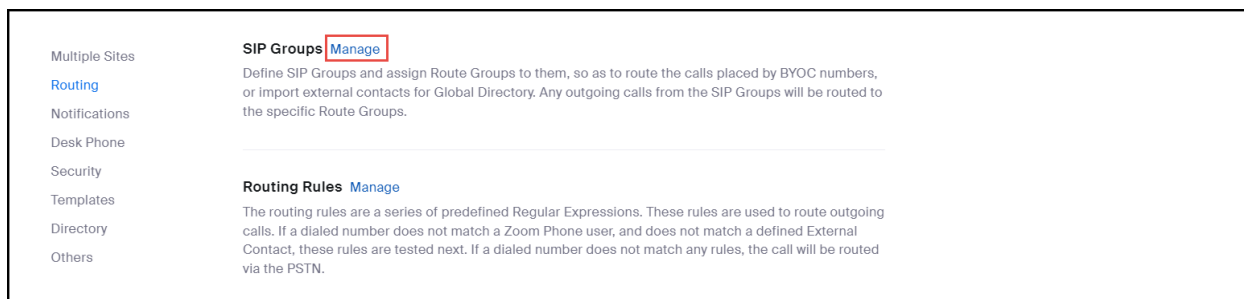 Multiple Sites
Routing
Notifications
Desk Phone
Security
Templates
Directory
Others
SIP Groups Manage
Define SIP Groups and assign Route Groups to them, so as to route the calls placed by BYOC numbers,
or import external contacts for Global Directory. Any outgoing calls from the SIP Groups will be routed to
the specific Route Groups.
Routing Rules Manage
The routing rules are a series of predefined Regular Expressions. These rules are used to route outgoing
calls. If a dialed number does not match a Zoom Phone user, and does not match a defined External
Contact, these rules are tested next. If a dialed number does not match any rules, the call will be routed
via the PSTN.